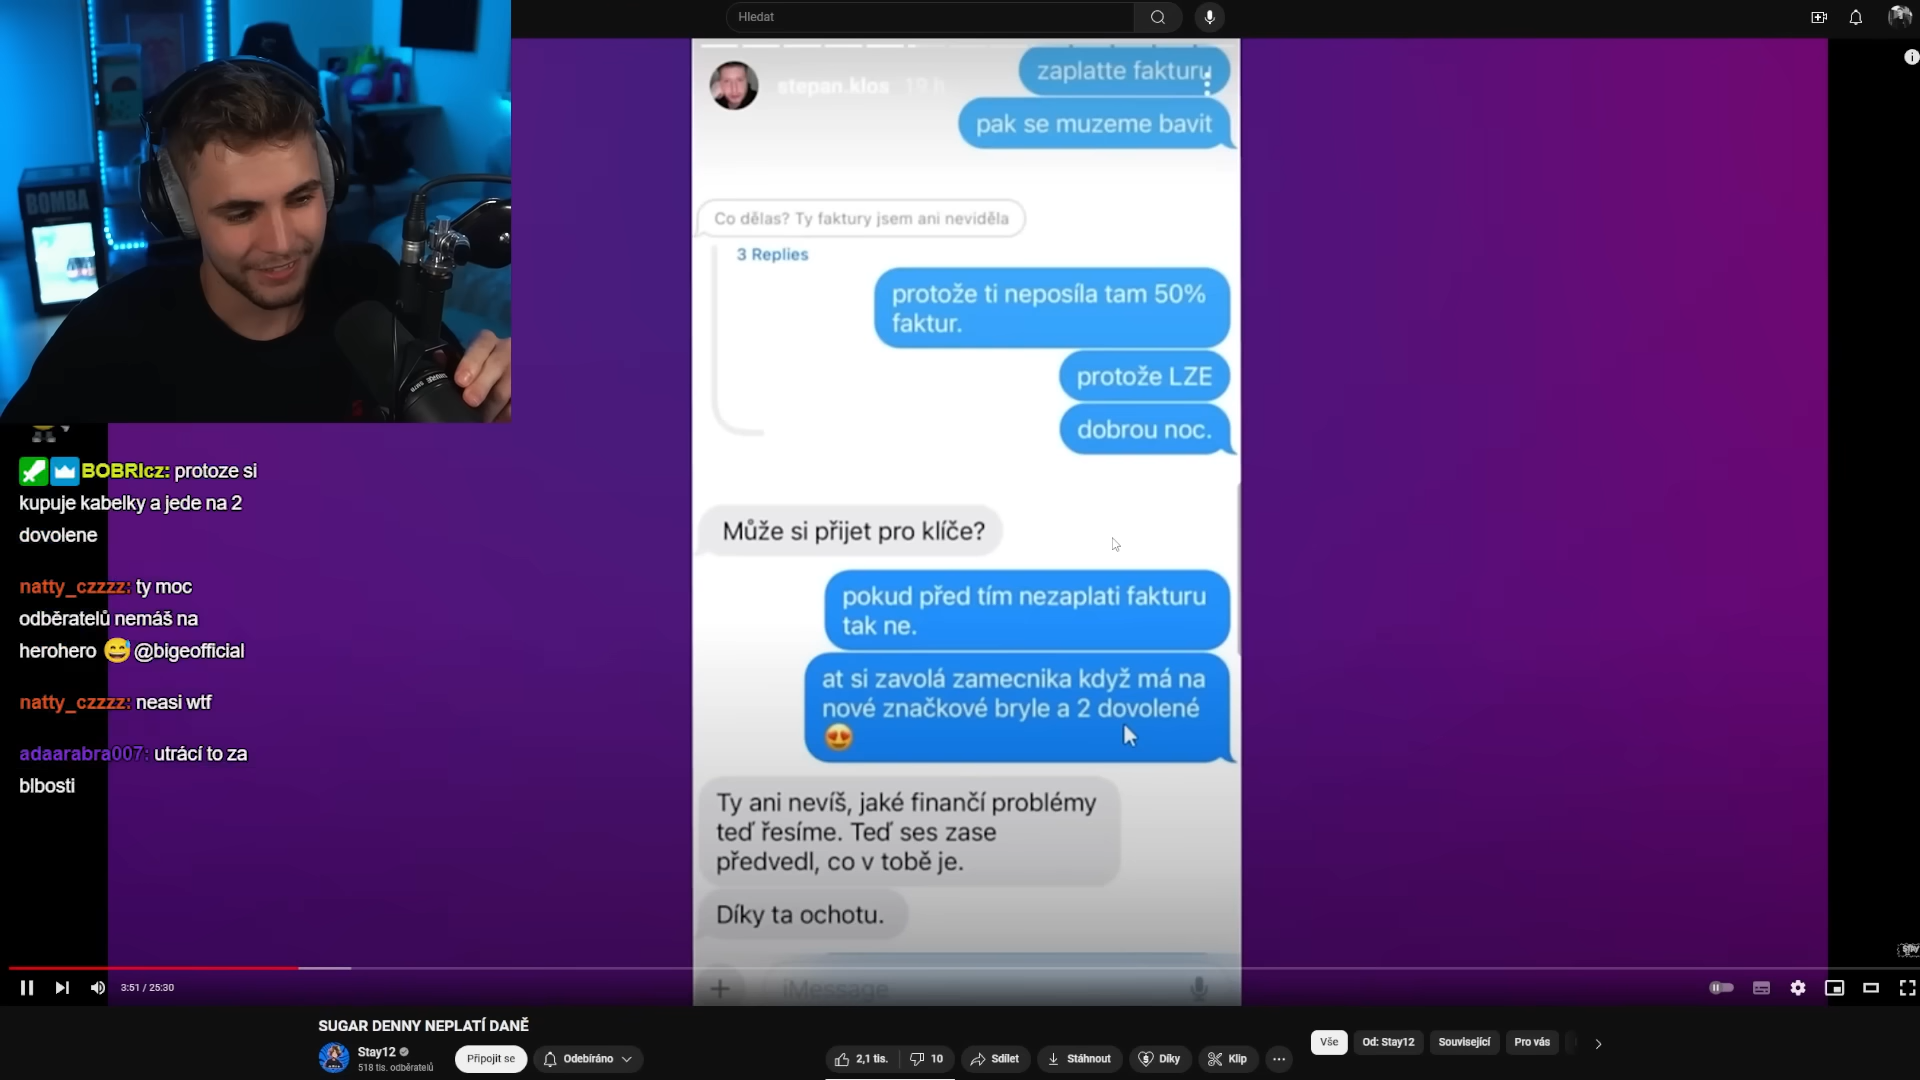 Hledat
zaplatte fakturu
stepan.klos 19 h
pak se muzeme bavit
Co dělas? Ty faktury jsem ani neviděla
3 Replies
protože ti neposíla tam 50%
faktur.
protože LZE
dobrou noc.
Může si přijet pro klíče?
pokud před tím nezaplati fakturu
tak ne.
at si zavolá zamecnika když má na
nové značkové bryle a 2 dovolené
😍
Ty ani nevíš, jaké finančí problémy
teď řesíme. Teď ses zase
předvedl, co v tobě je.
Díky ta ochotu.
iMessage
BOMBA
BOBRIcz: protoze si
kupuje kabelky a jede na 2
dovolene
natty_czzzz: ty moc
odběratelů nemáš na
herohero 😅 @bigeofficial
natty_czzzz: neasi wtf
adaarabra007: utrácí to za
blbosti
3:51 / 25:30
SUGAR DENNY NEPLATÍ DANĚ
Stay12
518 tis. odběratelů
Připojit se
Odebíráno
2,1 tis.
10
Sdílet
Stáhnout
Díky
Klip
Vše
Od: Stay12
Související
Pro vás